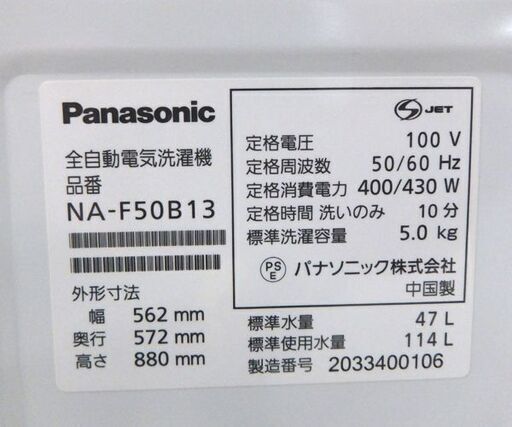 Panasonic
全自動電気洗濯機
品番
NA-F50B13
外形寸法
幅 562 mm
奥行 572 mm
高さ 880 mm
S JET
定格電圧 100 V
定格周波数 50/60 Hz
定格消費電力 400/430 W
定格時間 洗いのみ 10分
標準洗濯容量 5.0 kg
PS E パナソニック株式会社
中国製
標準水量 47 L
標準使用水量 114 L
製造番号 2033400106